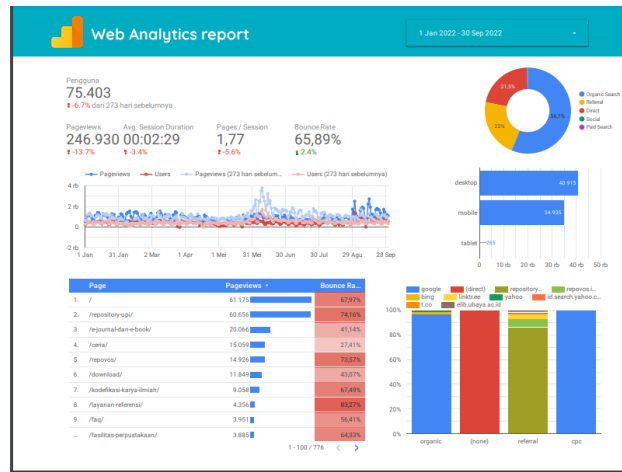 Web Analytics report
1 Jan 2022 - 30 Sep 2022
Pengguna
75.403
-6.7% dari 273 hari sebelumnya
Pageviews Avg. Session Duration Pages / Session Bounce Rate
246.930 00:02:29 1,77 65,89%
-13.7% -3.4% -5.6% 2.4%
21,5%
22%
Organic Search
Referral
Direct
Social
Paid Search
Pageviews Users Pageviews (273 hari sebelum... Users (273 hari sebelumnya)
4 rb
2 rb
0
-2 rb
1 Jan 31 Jan 2 Mar 1 Apr 1 Mei 31 Mei 30 Jun 30 Jul 29 Agu 28 Sep
desktop 40.915
mobile 34.935
tablet 265
0 10 rb 20 rb 30 rb 40 rb 50 rb
Page Pageviews Bounce Ra...
1. / 61.175 67,97%
2. /repository-upi/ 60.656 74,16%
3. /e-journal-dan-e-book/ 20.066 41,14%
4. /ceria/ 15.059 27,41%
5. /repovos/ 14.926 73,57%
6. /download/ 11.849 43,07%
7. /kodefikasi-karya-ilmiah/ 9.058 67,49%
8. /layanan-referensi/ 4.356 83,27%
9. /faq/ 3.951 56,41%
... /fasilitas-perpustakaan/ 3.885 64,33%
1 - 100 / 776 < >
google (direct) repository... repovos.i...
bing linktr.ee yahoo id.search.yahoo.c...
t.co elib.ubaya.ac.id
100%
80%
60%
40%
20%
0%
organic (none) referral cpc